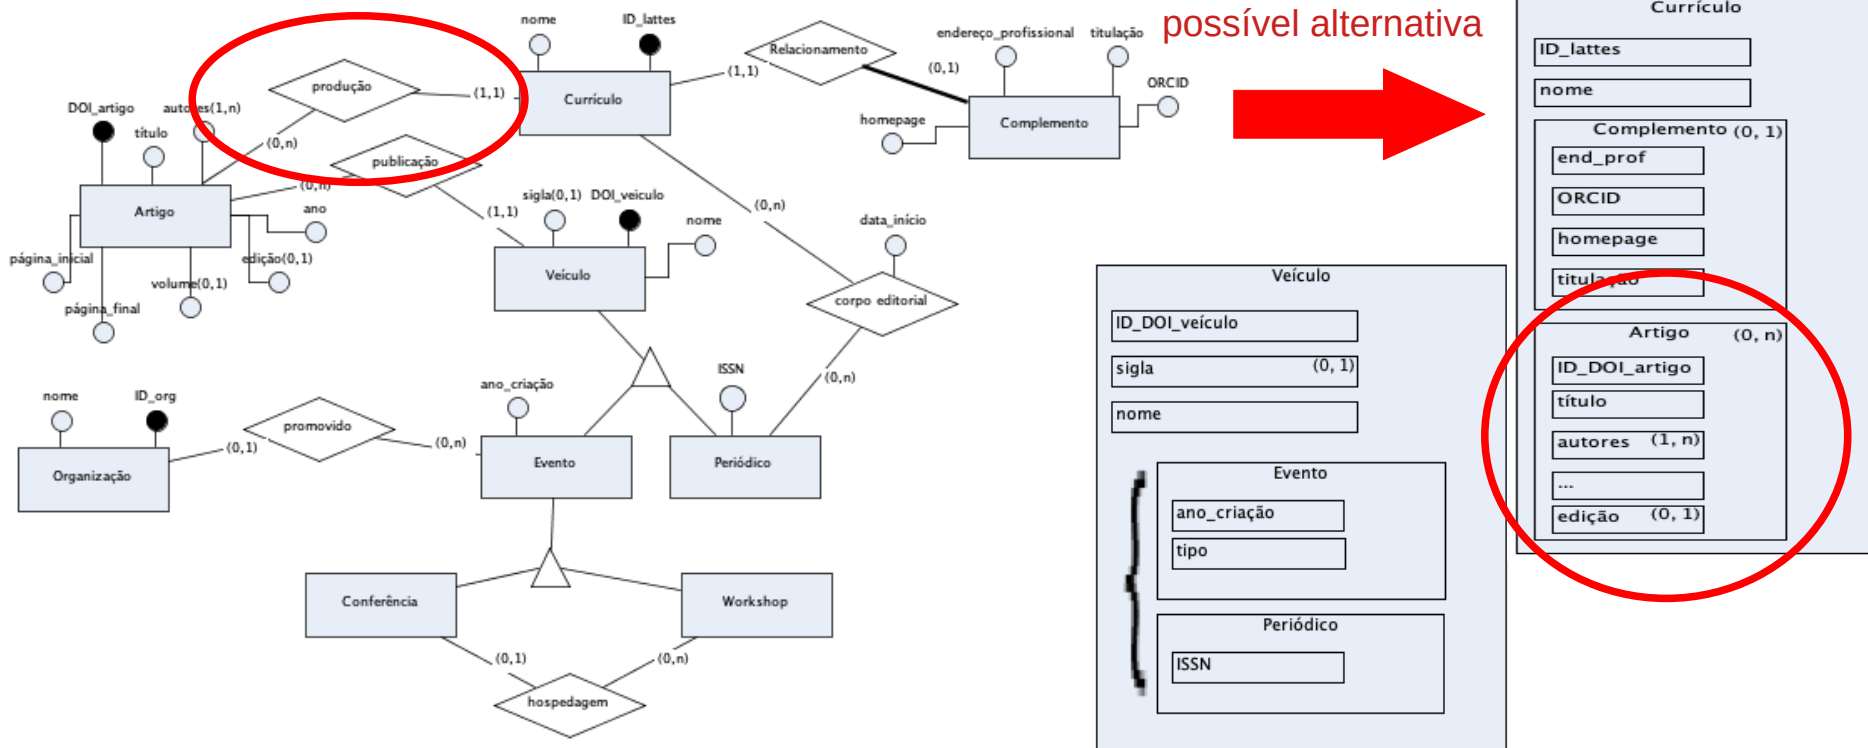 possível alternativa
nome
ID_lattes
Relacionamento
(1,1)
(0,1)
endereço_profissional
titulação
ORCID
homepage
Complemento
produção
(1,1)
Currículo
DOI_artigo
autores(1,n)
título
(0,n)
publicação
(0,n)
Artigo
ano
página_inicial
edição(0,1)
volume(0,1)
página_final
(1,1)
sigla(0,1)
DOI_veiculo
nome
Veículo
(0,n)
data_início
corpo editorial
(0,n)
ISSN
ano_criação
nome
ID_org
promovido
(0,1)
(0,n)
Organização
Evento
Periódico
Conferência
Workshop
(0,1)
(0,n)
hospedagem
Veículo
ID_DOI_veículo
sigla (0, 1)
nome
Evento
ano_criação
tipo
Periódico
ISSN
Currículo
ID_lattes
nome
Complemento (0, 1)
end_prof
ORCID
homepage
titulação
Artigo (0, n)
ID_DOI_artigo
título
autores (1, n)
...
edição (0, 1)